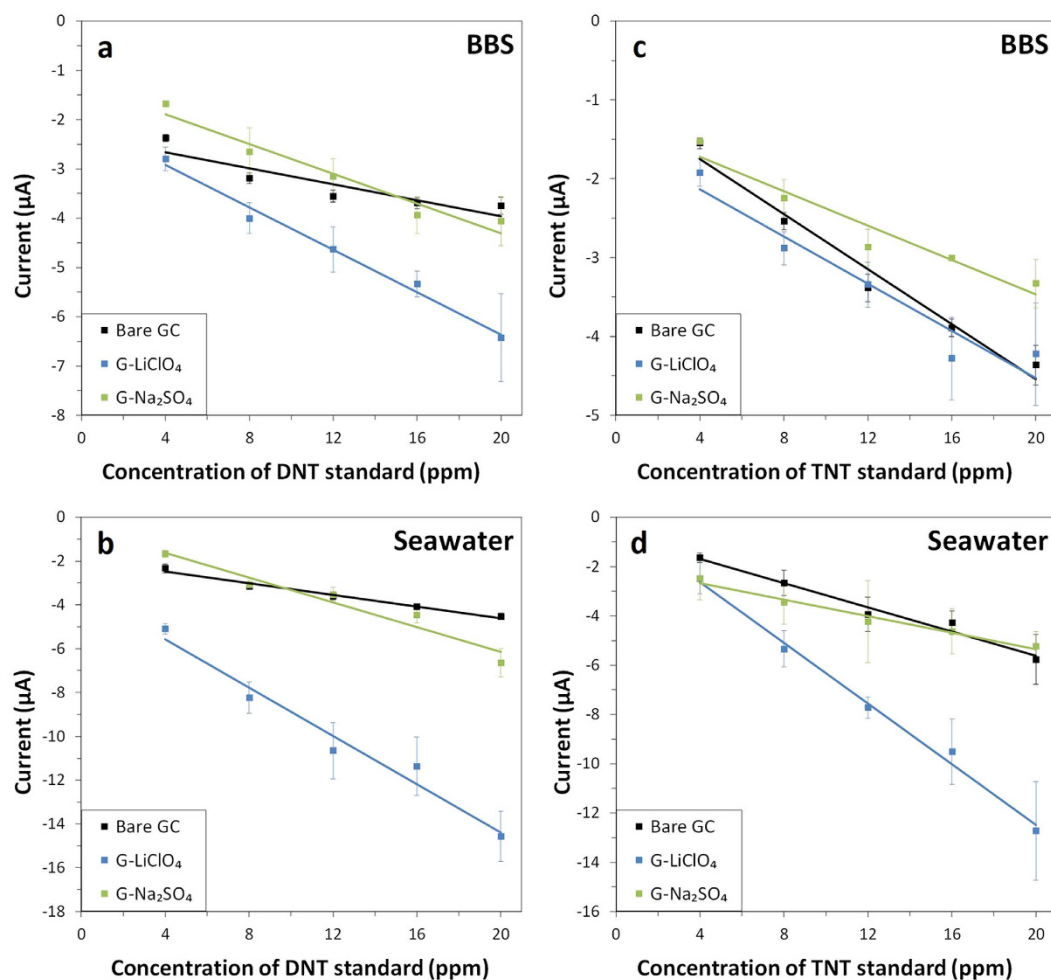 a
BBS
0
-1
-2
-3
-4
-5
-6
-7
-8
Current (µA)
Bare GC
G-LiClO₄
G-Na₂SO₄
0
4
8
12
16
20
Concentration of DNT standard (ppm)
c
BBS
0
-1
-2
-3
-4
-5
Current (µA)
Bare GC
G-LiClO₄
G-Na₂SO₄
0
4
8
12
16
20
Concentration of TNT standard (ppm)
b
Seawater
0
-2
-4
-6
-8
-10
-12
-14
-16
-18
Current (µA)
Bare GC
G-LiClO₄
G-Na₂SO₄
0
4
8
12
16
20
Concentration of DNT standard (ppm)
d
Seawater
0
-2
-4
-6
-8
-10
-12
-14
-16
Current (µA)
Bare GC
G-LiClO₄
G-Na₂SO₄
0
4
8
12
16
20
Concentration of TNT standard (ppm)